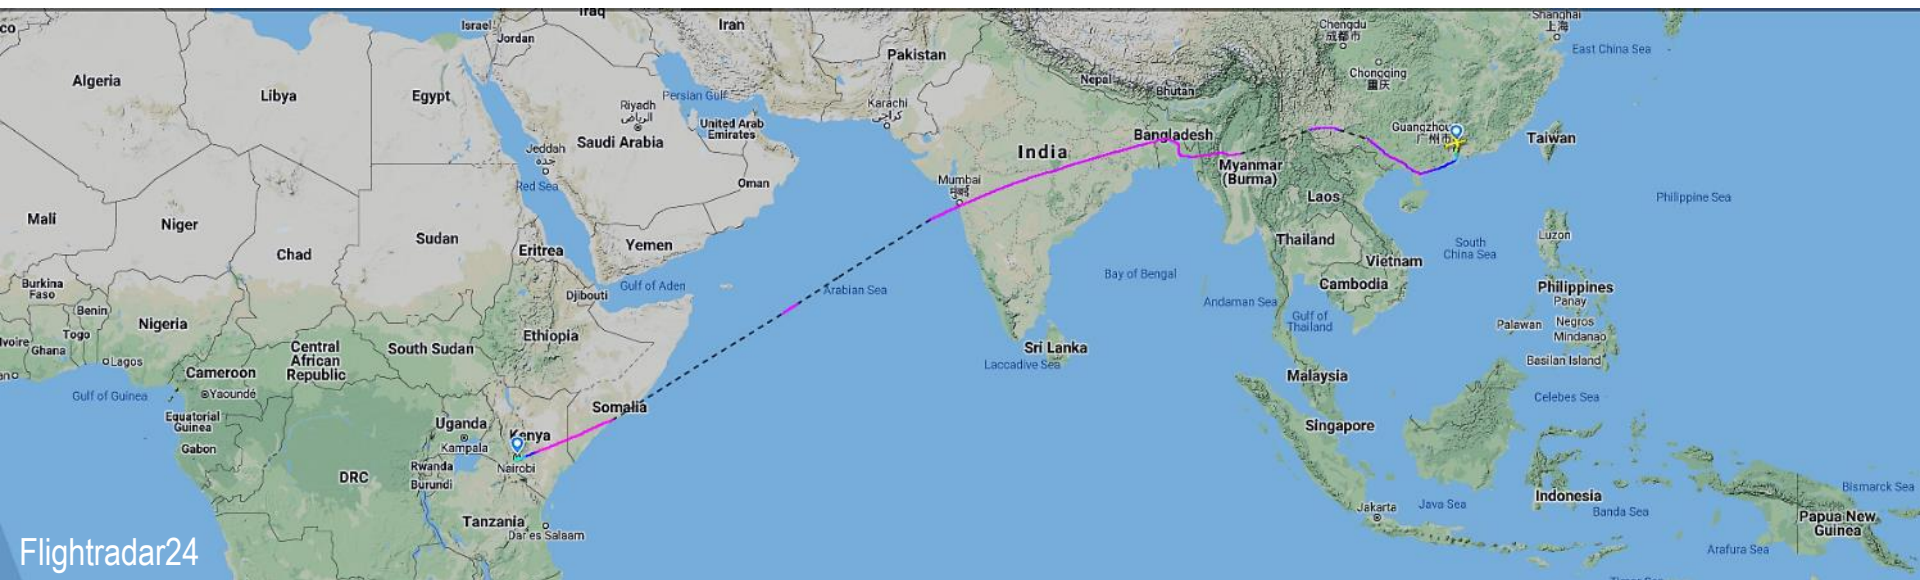 Iraq
Shanghai
上海
co
Israel
Iran
Chengdu
成都市
Jordan
East China Sea
Pakistan
Algeria
Chongqing
重庆
Nepal
Bhutan
Libya
Egypt
Persian Gulf
Riyadh
الرياض
Karachi
كراچي
United Arab
Emirates
Guangzhou
广州市
Bangladesh
Taiwan
Saudi Arabia
Jeddah
جدة
India
Myanmar
(Burma)
Mumbai
मुंबई
Oman
Red Sea
Laos
Philippine Sea
Mali
Niger
Sudan
Eritrea
Yemen
Luzon
Thailand
South
China Sea
Chad
Vietnam
Bay of Bengal
Burkina
Faso
Gulf of Aden
Djibouti
Arabian Sea
Cambodia
Philippines
Panay
Andaman Sea
Benin
Nigeria
Gulf of
Thailand
Palawan
Negros
Mindanao
Togo
Ethiopia
Ivoire
Ghana
Central
African
Republic
South Sudan
Sri Lanka
Lagos
Basilan Island
Laccadive Sea
Cameroon
Malaysia
an
Yaoundé
Gulf of Guinea
Celebes Sea
Somalia
Equatorial
Guinea
Uganda
Singapore
Kenya
Gabon
Kampala
Nairobi
Rwanda
Burundi
DRC
Bismarck Sea
Indonesia
Java Sea
Jakarta
Banda Sea
Papua New
Guinea
Tanzania
Dar es Salaam
Arafura Sea
Flightradar24